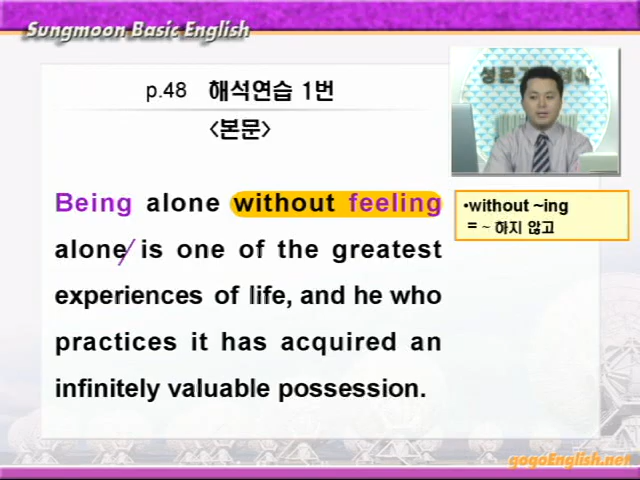 Sungmoon Basic English
p.48 해석연습 1번
<본문>
Being alone without feeling
alone/ is one of the greatest
experiences of life, and he who
practices it has acquired an
infinitely valuable possession.
•without ~ing
= ~ 하지 않고
gogoEnglish.net